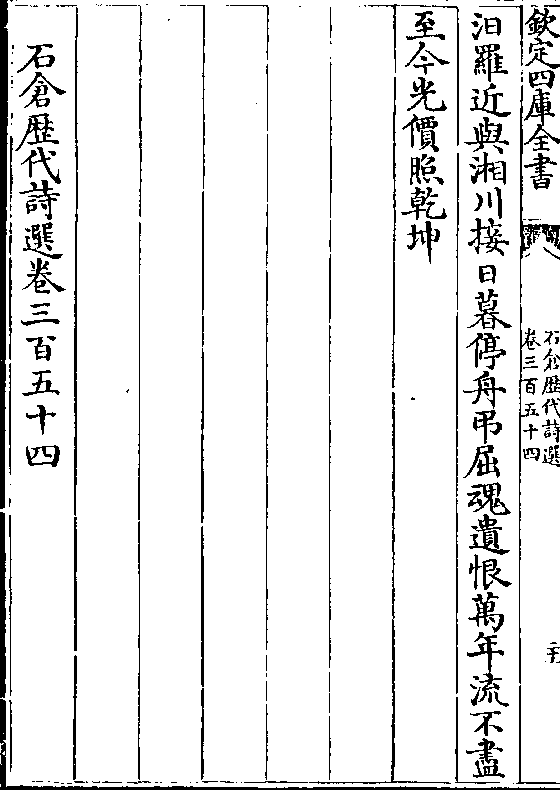 欽定四庫全書
石倉歴代詩選
卷三百五十四
汨羅近與湘川接日暮停舟弔屈魂遺恨萬年流不盡
至今光價照乾坤
石倉歴代詩選卷三百五十四